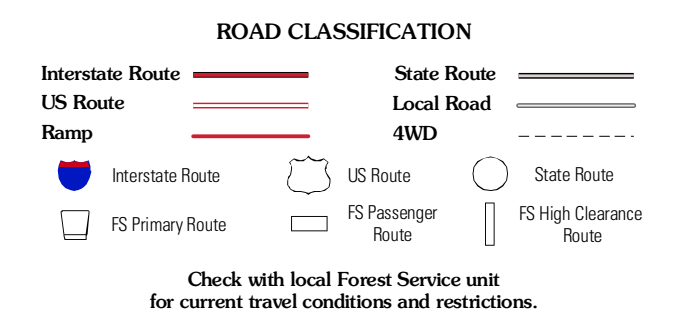 ROAD CLASSIFICATION
Interstate Route
State Route
US Route
Local Road
Ramp
4WD
Interstate Route
US Route
State Route
FS Primary Route
FS Passenger
Route
FS High Clearance
Route
Check with local Forest Service unit
for current travel conditions and restrictions.